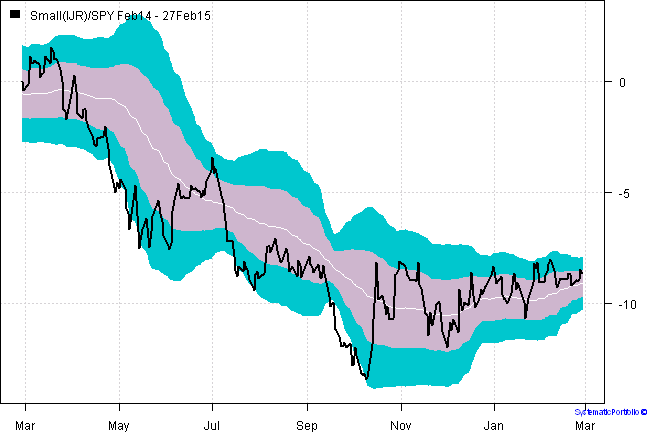 Small(IJR)/SPY Feb14 - 27Feb15
0
-5
-10
Mar May Jul Sep Nov Jan Mar
SystematicPortfolio ©